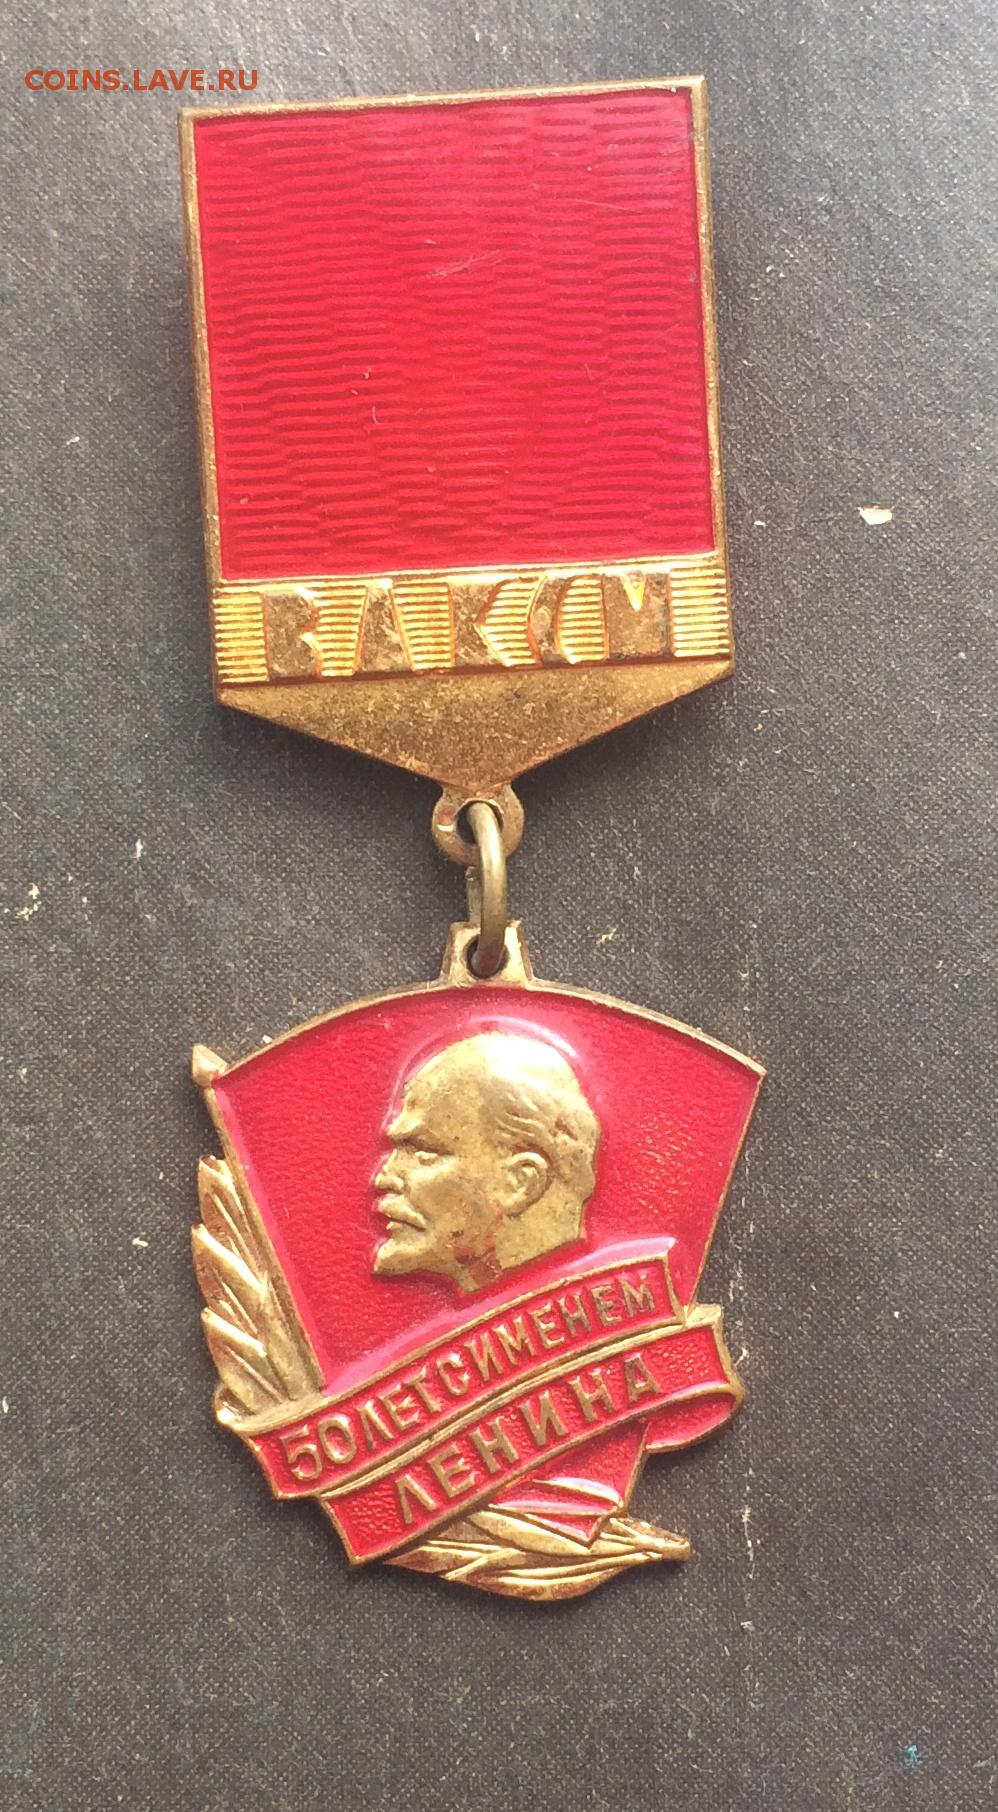 COINS.LAVE.RU
ВЛКСМ
50 ЛЕТ С ИМЕНЕМ
ЛЕНИНА